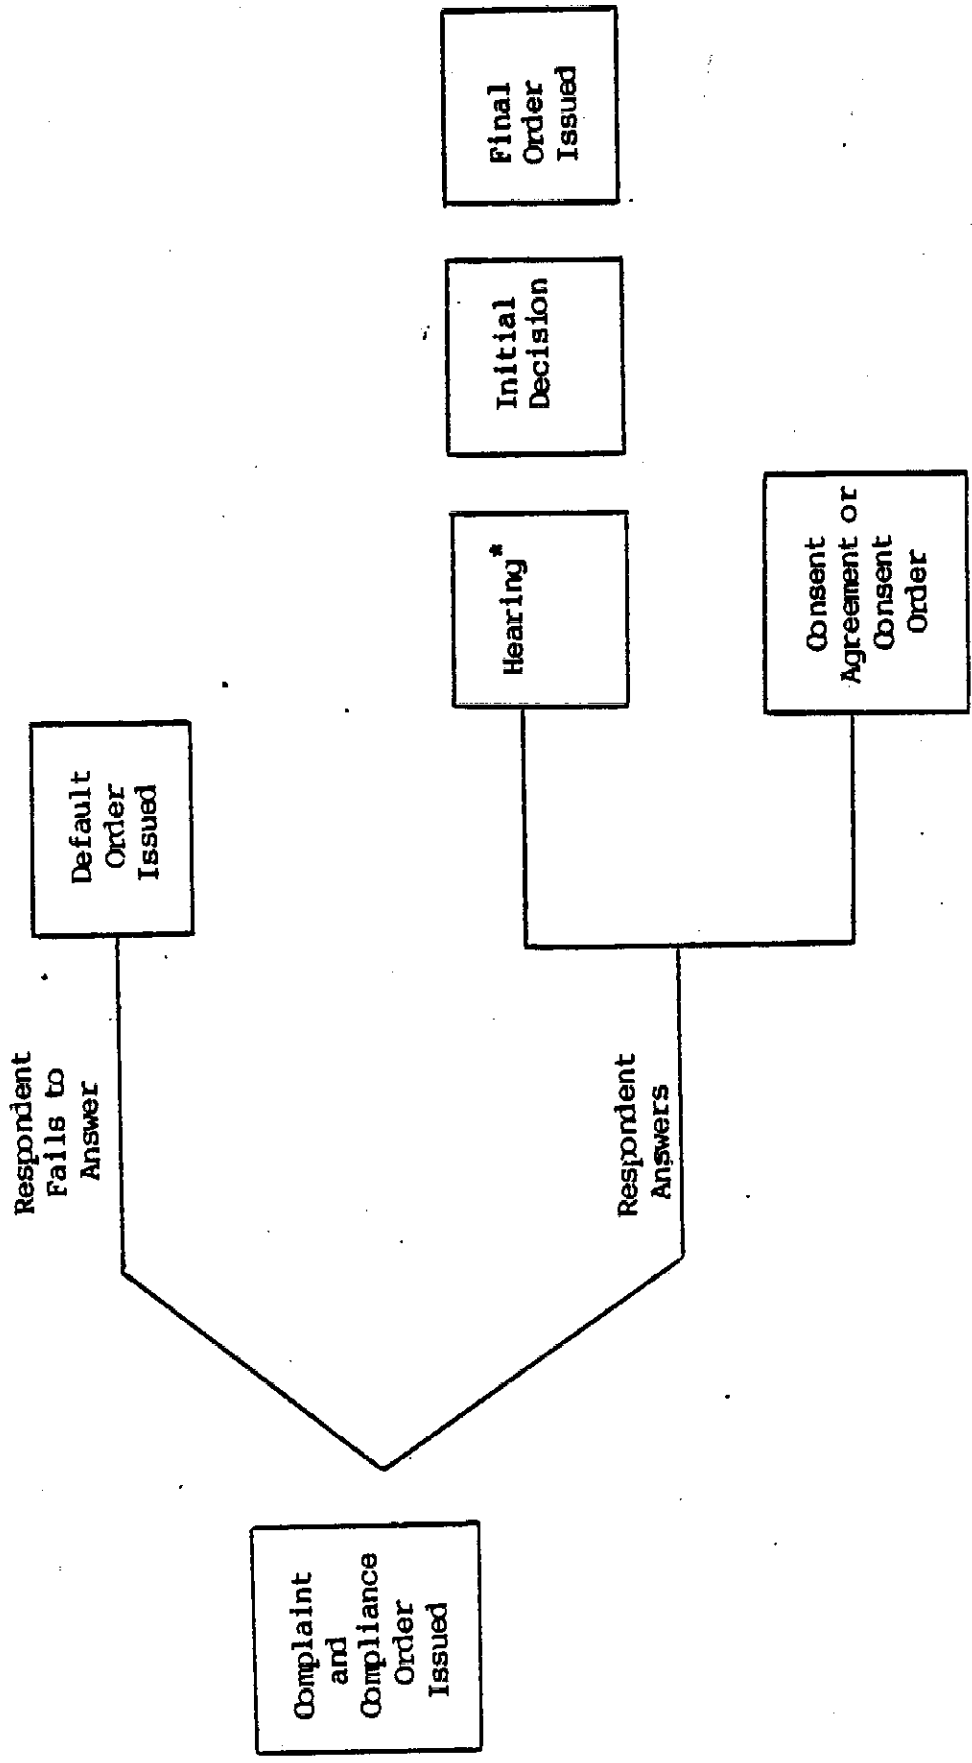 Complaint
and
Compliance
Order
Issued
Respondent
Fails to
Answer
Default
Order
Issued
Respondent
Answers
Hearing*
Initial
Decision
Final
Order
Issued
Consent
Agreement or
Consent
Order